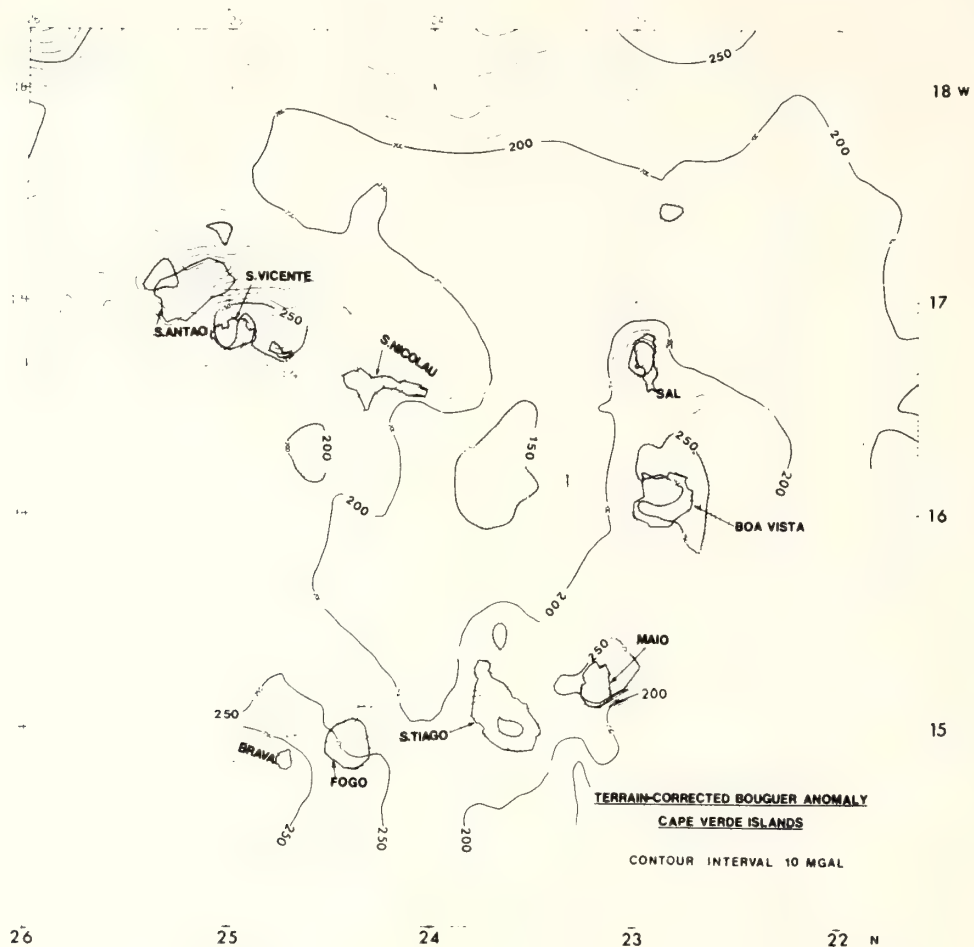 250
18 W
200
200
S.VICENTE
250
17
S.ANTAO
S.NICOLAU
SAL
200
150
250
200
200
16
BOA VISTA
200
250
MAIO
200
250
S.TIAGO
15
BRAVA
FOGO
TERRAIN-CORRECTED BOUGUER ANOMALY
CAPE VERDE ISLANDS
250
250
200
CONTOUR INTERVAL 10 MGAL
26 25 24 23 22 N